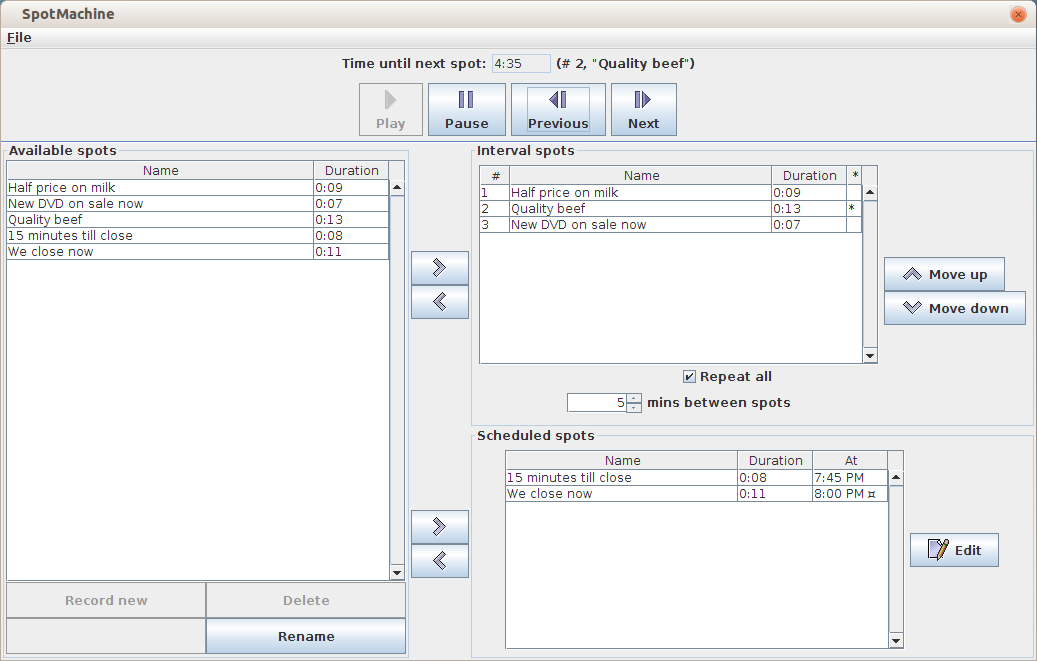 SpotMachine
File
Time until next spot: 4:35 (# 2, "Quality beef")
Play Pause Previous Next
Available spots
Name Duration
Half price on milk 0:09
New DVD on sale now 0:07
Quality beef 0:13
15 minutes till close 0:08
We close now 0:11
Record new Delete
Rename
Interval spots
# Name Duration *
1 Half price on milk 0:09
2 Quality beef 0:13 *
3 New DVD on sale now 0:07
Move up
Move down
Repeat all
5 mins between spots
Scheduled spots
Name Duration At
15 minutes till close 0:08 7:45 PM
We close now 0:11 8:00 PM ¤
Edit